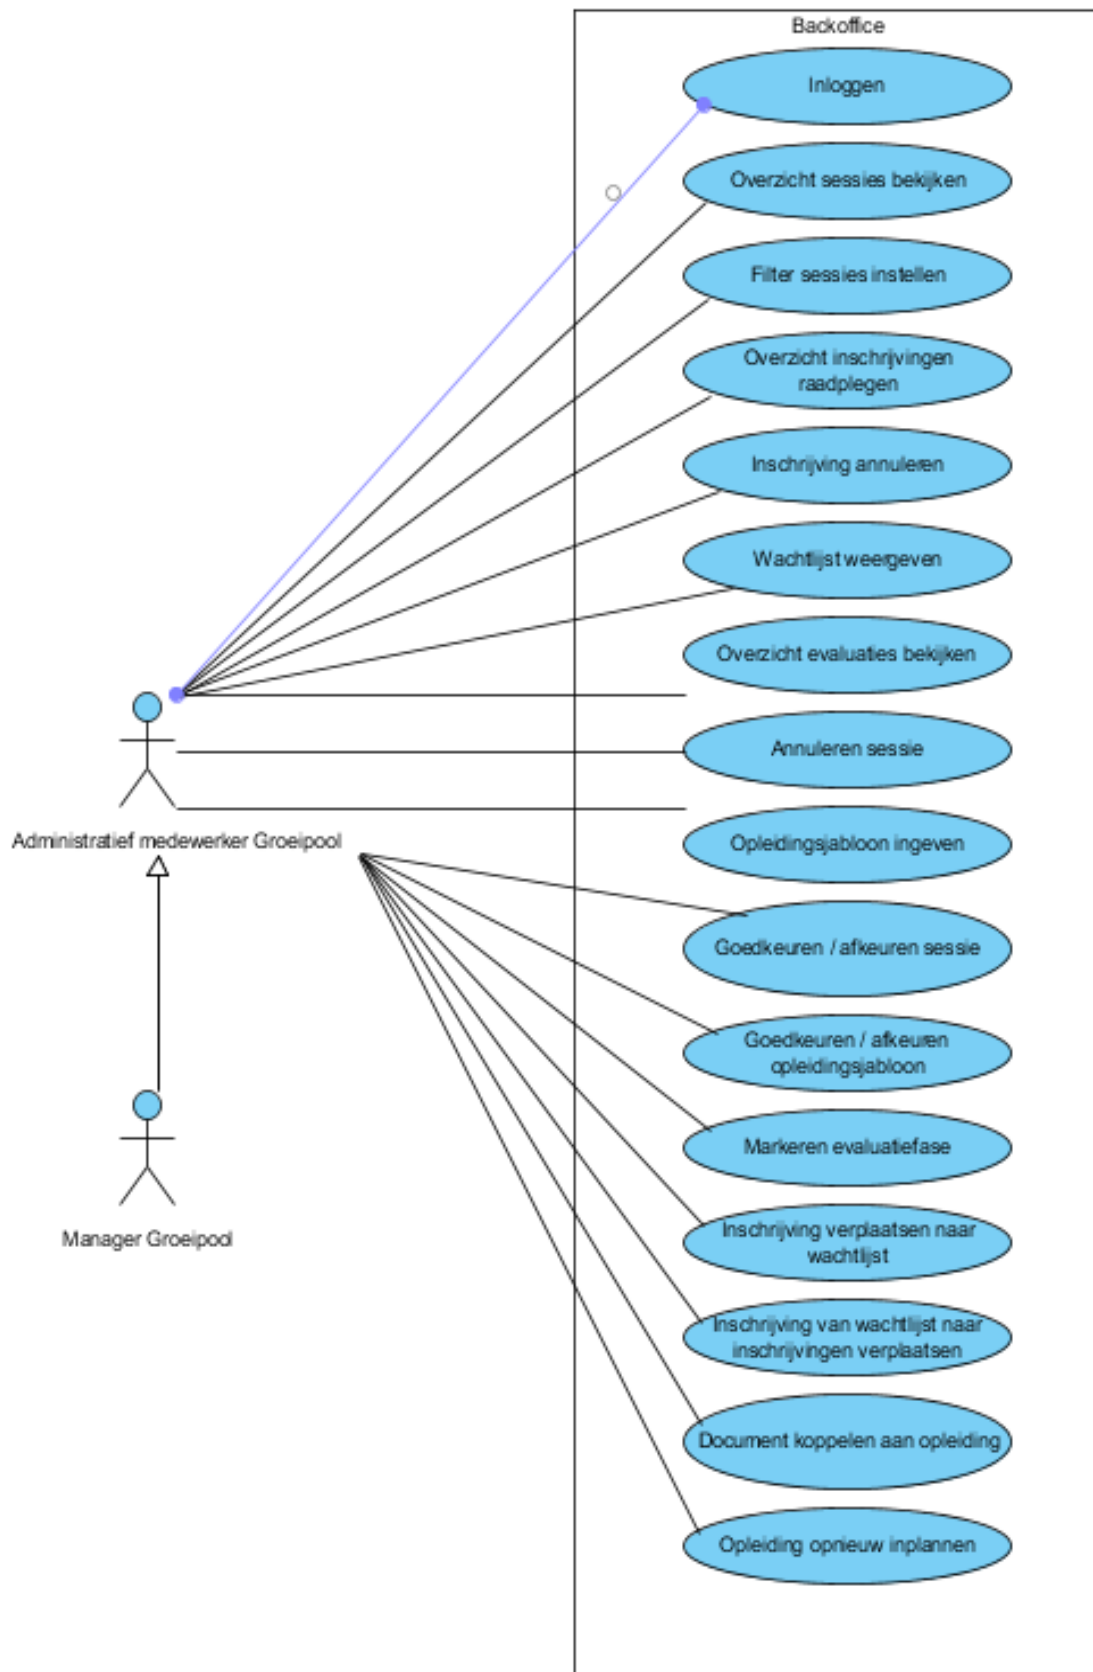 Backoffice
Inloggen
Overzicht sessies bekijken
Filter sessies instellen
Overzicht inschrijvingen
raadplegen
Inschrijving annuleren
Wachtlijst weergeven
Overzicht evaluaties bekijken
Annuleren sessie
Administratief medewerker Groeipool
Opleidingsjabloon ingeven
Goedkeuren / afkeuren sessie
Goedkeuren / afkeuren
opleidingsjabloon
Markeren evaluatiefase
Manager Groeipool
Inschrijving verplaatsen naar
wachtlijst
Inschrijving van wachtlijst naar
inschrijvingen verplaatsen
Document koppelen aan opleiding
Opleiding opnieuw inplannen